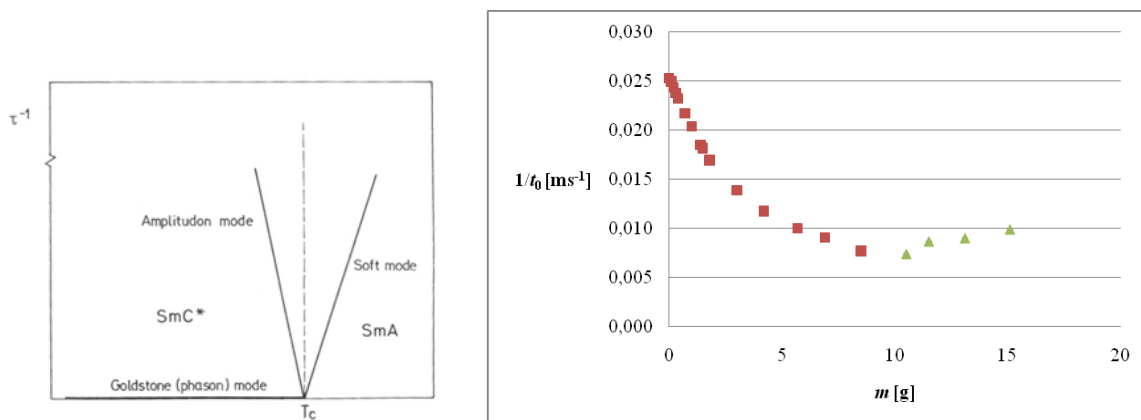 τ⁻¹
Amplitudon mode
Soft mode
SmC*
SmA
Goldstone (phason) mode
Tc
0,030
0,025
0,020
1/t₀ [ms⁻¹]
0,015
0,010
0,005
0,000
0 5 10 15 20
m [g]